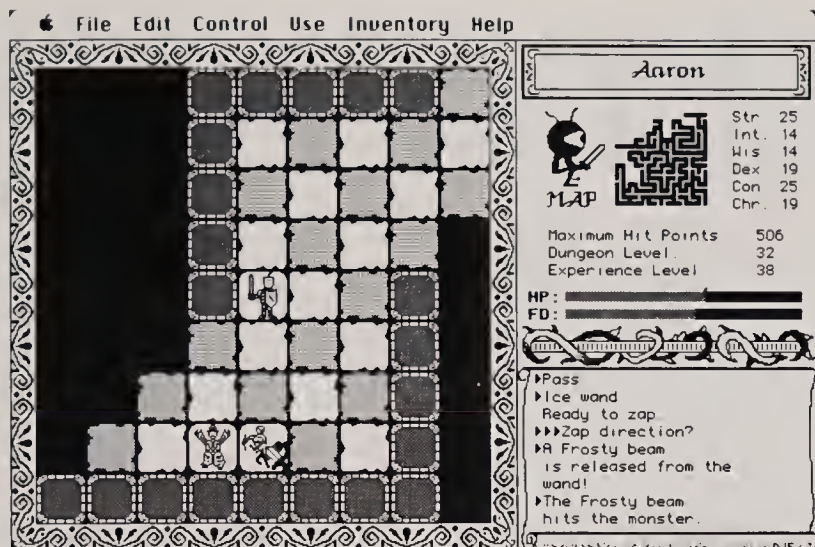 File Edit Control Use Inventory Help
Aaron
Str 25
Int. 14
Wis 14
Dex 19
Con 25
Chr. 19
MAP
Maximum Hit Points 506
Dungeon Level. 32
Experience Level 38
HP:
FD:
Pass
Ice wand
Ready to zap
Zap direction?
A Frosty beam
is released from the
wand!
The Frosty beam
hits the monster.